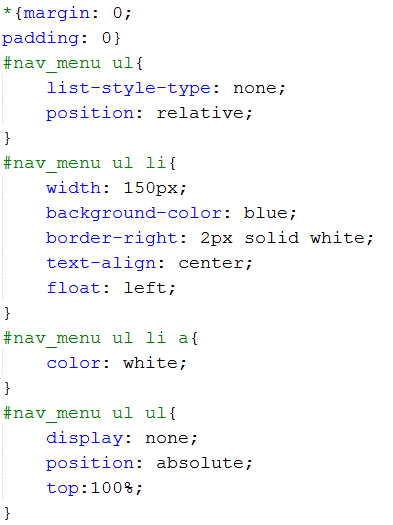 *{margin: 0;
padding: 0}
#nav_menu ul{
    list-style-type: none;
    position: relative;
}
#nav_menu ul li{
    width: 150px;
    background-color: blue;
    border-right: 2px solid white;
    text-align: center;
    float: left;
}
#nav_menu ul li a{
    color: white;
}
#nav_menu ul ul{
    display: none;
    position: absolute;
    top:100%;
}